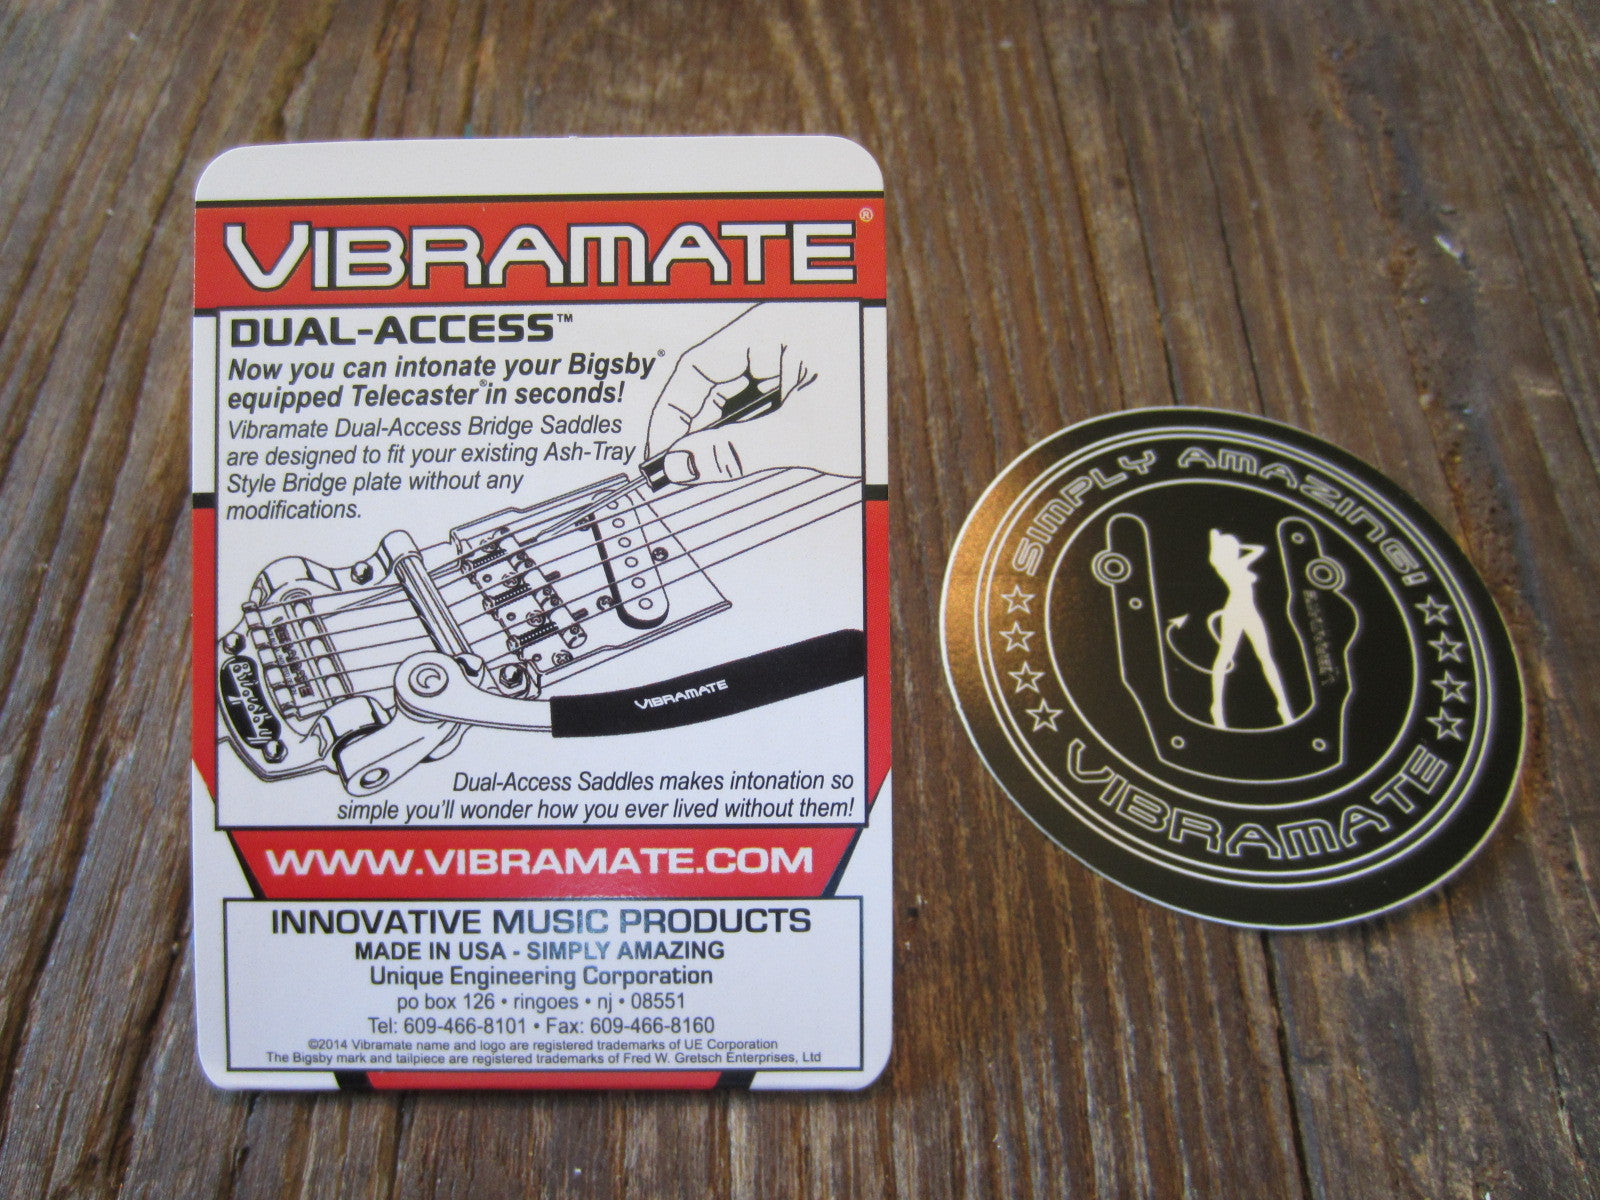 VIBRAMATE®
DUAL-ACCESS™
Now you can intonate your Bigsby®
equipped Telecaster® in seconds!
Vibramate Dual-Access Bridge Saddles
are designed to fit your existing Ash-Tray
Style Bridge plate without any
modifications.
Bigsby
VIBRAMATE
Dual-Access Saddles makes intonation so
simple you'll wonder how you ever lived without them!
WWW.VIBRAMATE.COM
INNOVATIVE MUSIC PRODUCTS
MADE IN USA - SIMPLY AMAZING
Unique Engineering Corporation
po box 126 • ringoes • nj • 08551
Tel: 609-466-8101 • Fax: 609-466-8160
©2014 Vibramate name and logo are registered trademarks of UE Corporation
The Bigsby mark and tailpiece are registered trademarks of Fred W. Gretsch Enterprises, Ltd
SIMPLY AMAZING!
VIBRAMATE